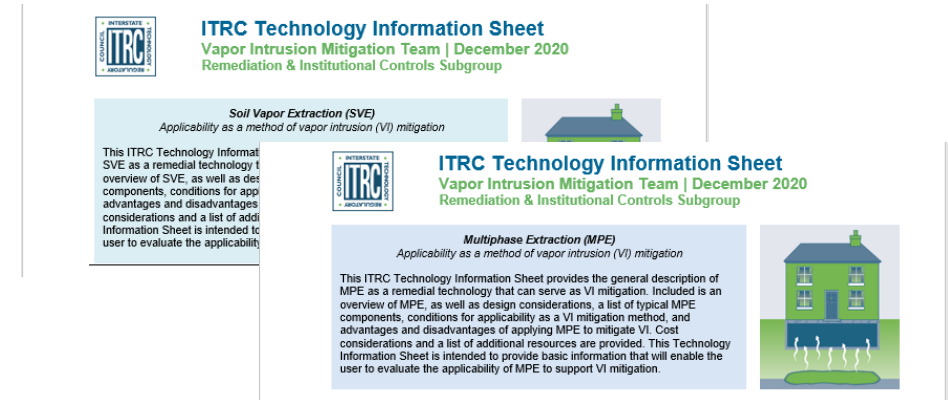 INTERSTATE
COUNCIL
ITRC
TECHNOLOGY
REGULATORY
ITRC Technology Information Sheet
Vapor Intrusion Mitigation Team | December 2020
Remediation & Institutional Controls Subgroup
Soil Vapor Extraction (SVE)
Applicability as a method of vapor intrusion (VI) mitigation
This ITRC Technology Informat
SVE as a remedial technology t
overview of SVE, as well as des
components, conditions for app
advantages and disadvantages
considerations and a list of addi
Information Sheet is intended to
user to evaluate the applicability
INTERSTATE
COUNCIL
ITRC
TECHNOLOGY
REGULATORY
ITRC Technology Information Sheet
Vapor Intrusion Mitigation Team | December 2020
Remediation & Institutional Controls Subgroup
Multiphase Extraction (MPE)
Applicability as a method of vapor intrusion (VI) mitigation
This ITRC Technology Information Sheet provides the general description of
MPE as a remedial technology that can serve as VI mitigation. Included is an
overview of MPE, as well as design considerations, a list of typical MPE
components, conditions for applicability as a VI mitigation method, and
advantages and disadvantages of applying MPE to mitigate VI. Cost
considerations and a list of additional resources are provided. This Technology
Information Sheet is intended to provide basic information that will enable the
user to evaluate the applicability of MPE to support VI mitigation.